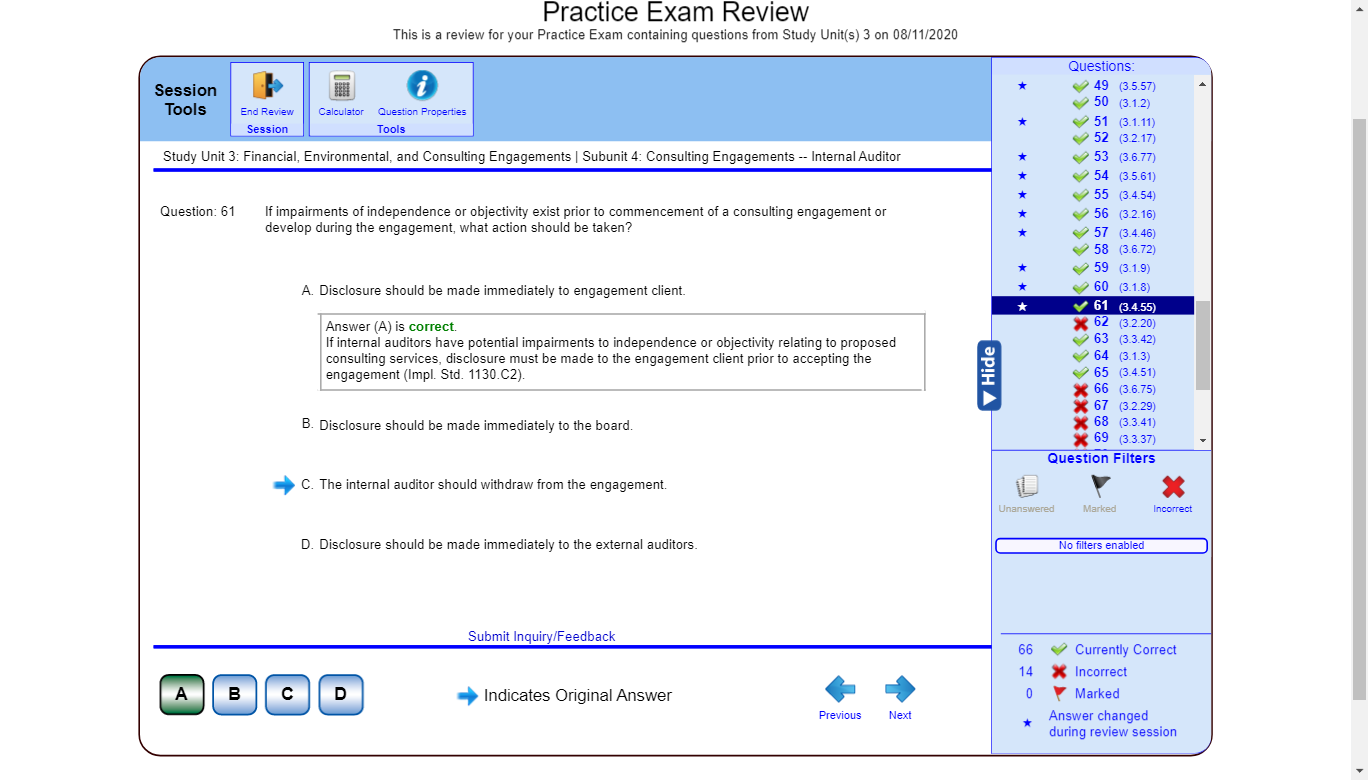 Practice Exam Review
This is a review for your Practice Exam containing questions from Study Unit(s) 3 on 08/11/2020
Session
Tools
End Review
Session
Calculator
Question Properties
Tools
Study Unit 3: Financial, Environmental, and Consulting Engagements | Subunit 4: Consulting Engagements -- Internal Auditor
Question: 61
If impairments of independence or objectivity exist prior to commencement of a consulting engagement or
develop during the engagement, what action should be taken?
A. Disclosure should be made immediately to engagement client.
Answer (A) is correct.
If internal auditors have potential impairments to independence or objectivity relating to proposed
consulting services, disclosure must be made to the engagement client prior to accepting the
engagement (Impl. Std. 1130.C2).
B. Disclosure should be made immediately to the board.
C. The internal auditor should withdraw from the engagement.
D. Disclosure should be made immediately to the external auditors.
Submit Inquiry/Feedback
A
B
C
D
Indicates Original Answer
Previous
Next
Questions:
49 (3.5.57)
50 (3.1.2)
51 (3.1.11)
52 (3.2.17)
53 (3.6.77)
54 (3.5.61)
55 (3.4.54)
56 (3.2.16)
57 (3.4.46)
58 (3.6.72)
59 (3.1.9)
60 (3.1.8)
61 (3.4.55)
62 (3.2.20)
63 (3.3.42)
64 (3.1.3)
65 (3.4.51)
66 (3.6.75)
67 (3.2.29)
68 (3.3.41)
69 (3.3.37)
Hide
Question Filters
Unanswered
Marked
Incorrect
No filters enabled
66 Currently Correct
14 Incorrect
0 Marked
Answer changed
during review session